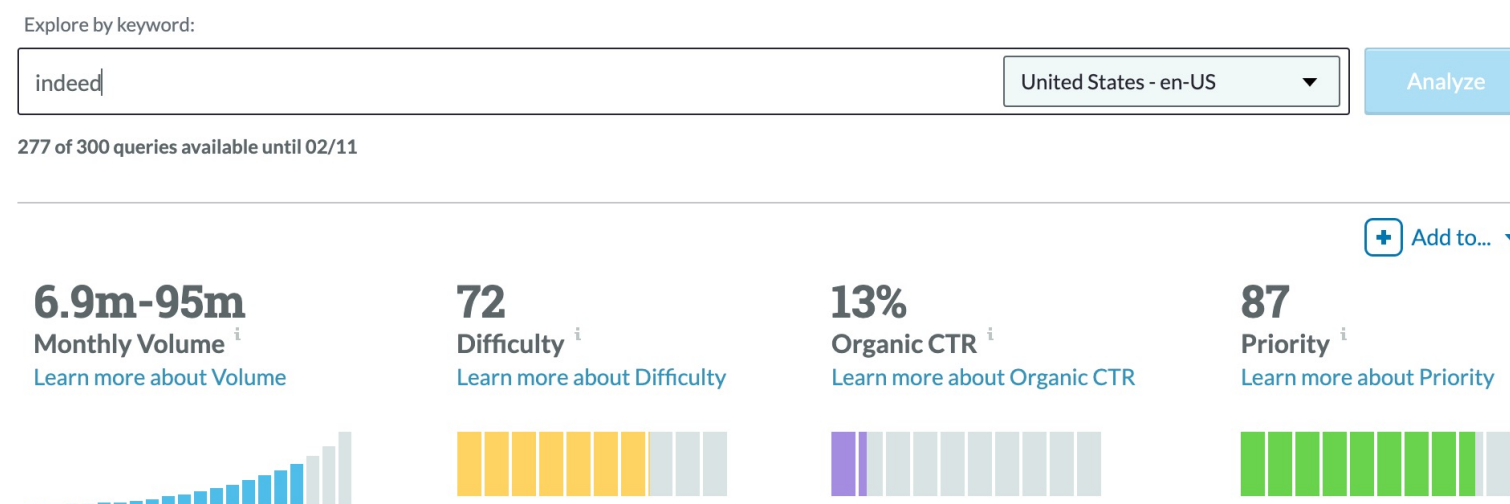 Explore by keyword:
indeed
United States - en-US
Analyze
277 of 300 queries available until 02/11
Add to...
6.9m-95m
Monthly Volume i
Learn more about Volume
72
Difficulty i
Learn more about Difficulty
13%
Organic CTR i
Learn more about Organic CTR
87
Priority i
Learn more about Priority